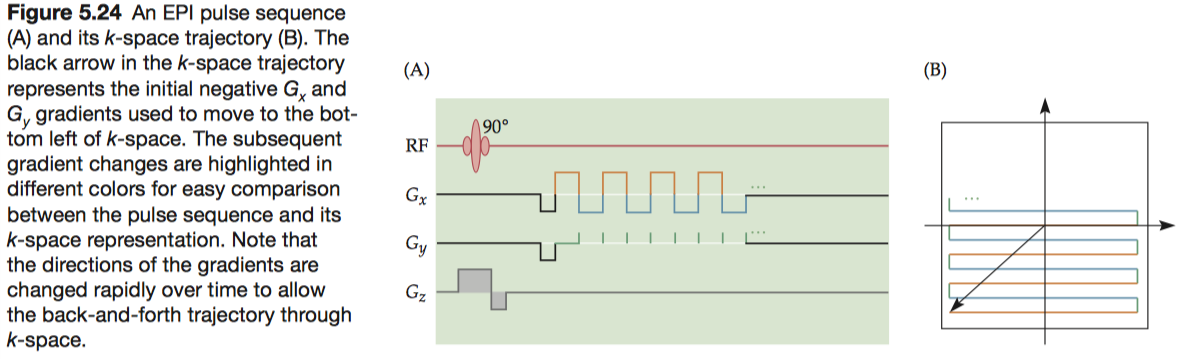 Figure 5.24 An EPI pulse sequence
(A) and its k-space trajectory (B). The
black arrow in the k-space trajectory
represents the initial negative Gx and
Gy gradients used to move to the bot-
tom left of k-space. The subsequent
gradient changes are highlighted in
different colors for easy comparison
between the pulse sequence and its
k-space representation. Note that
the directions of the gradients are
changed rapidly over time to allow
the back-and-forth trajectory through
k-space.
(A)
RF
90°
Gx
...
Gy
...
Gz
(B)
...